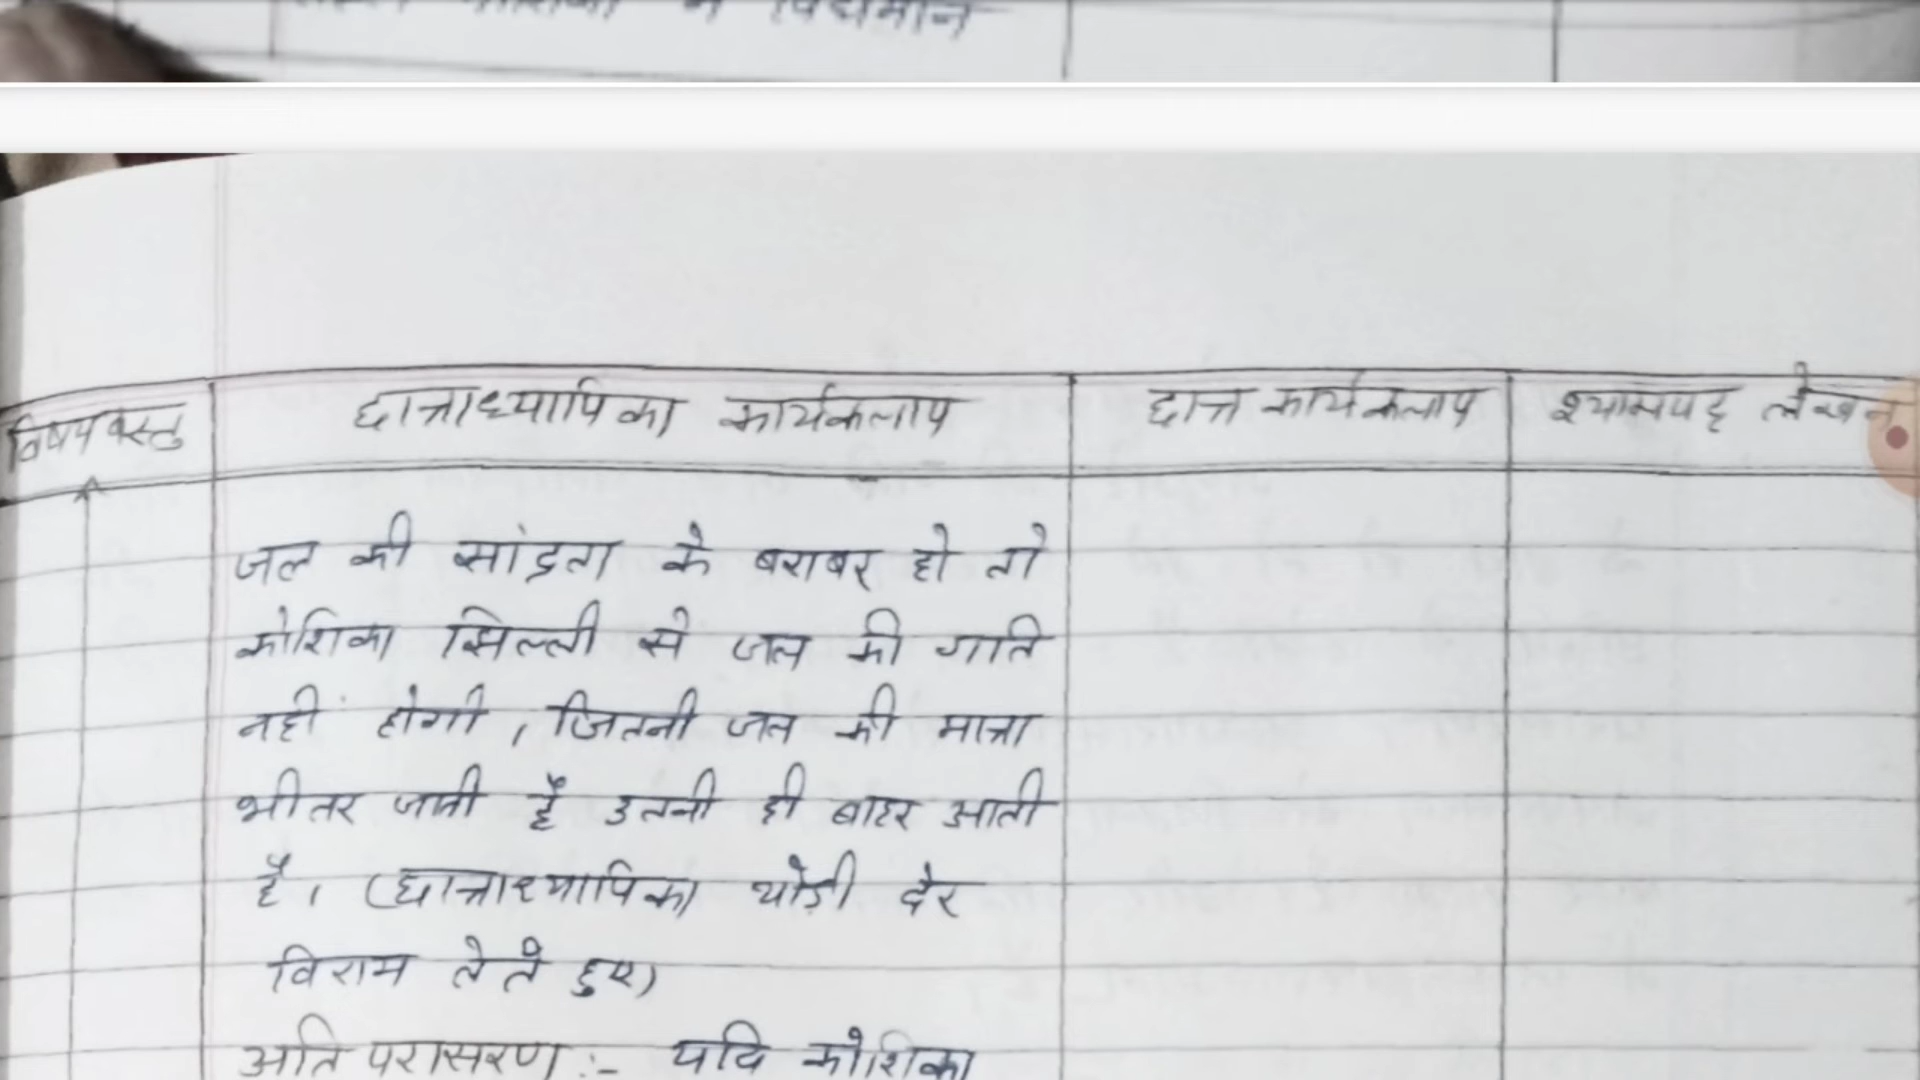 विद्यमान
विषयवस्तु छात्राध्यापिका कार्यकलाप छात्र कार्यकलाप श्यामपट्ट लेखन
जल की सांद्रता के बराबर हो तो
कोशिका झिल्ली से जल की गति
नहीं होगी, जितनी जल की मात्रा
भीतर जाती है उतनी ही बाहर आती
है। (छात्राध्यापिका थोड़ी देर
विराम लेते हुए)
अति परासरण :- यदि कोशिका